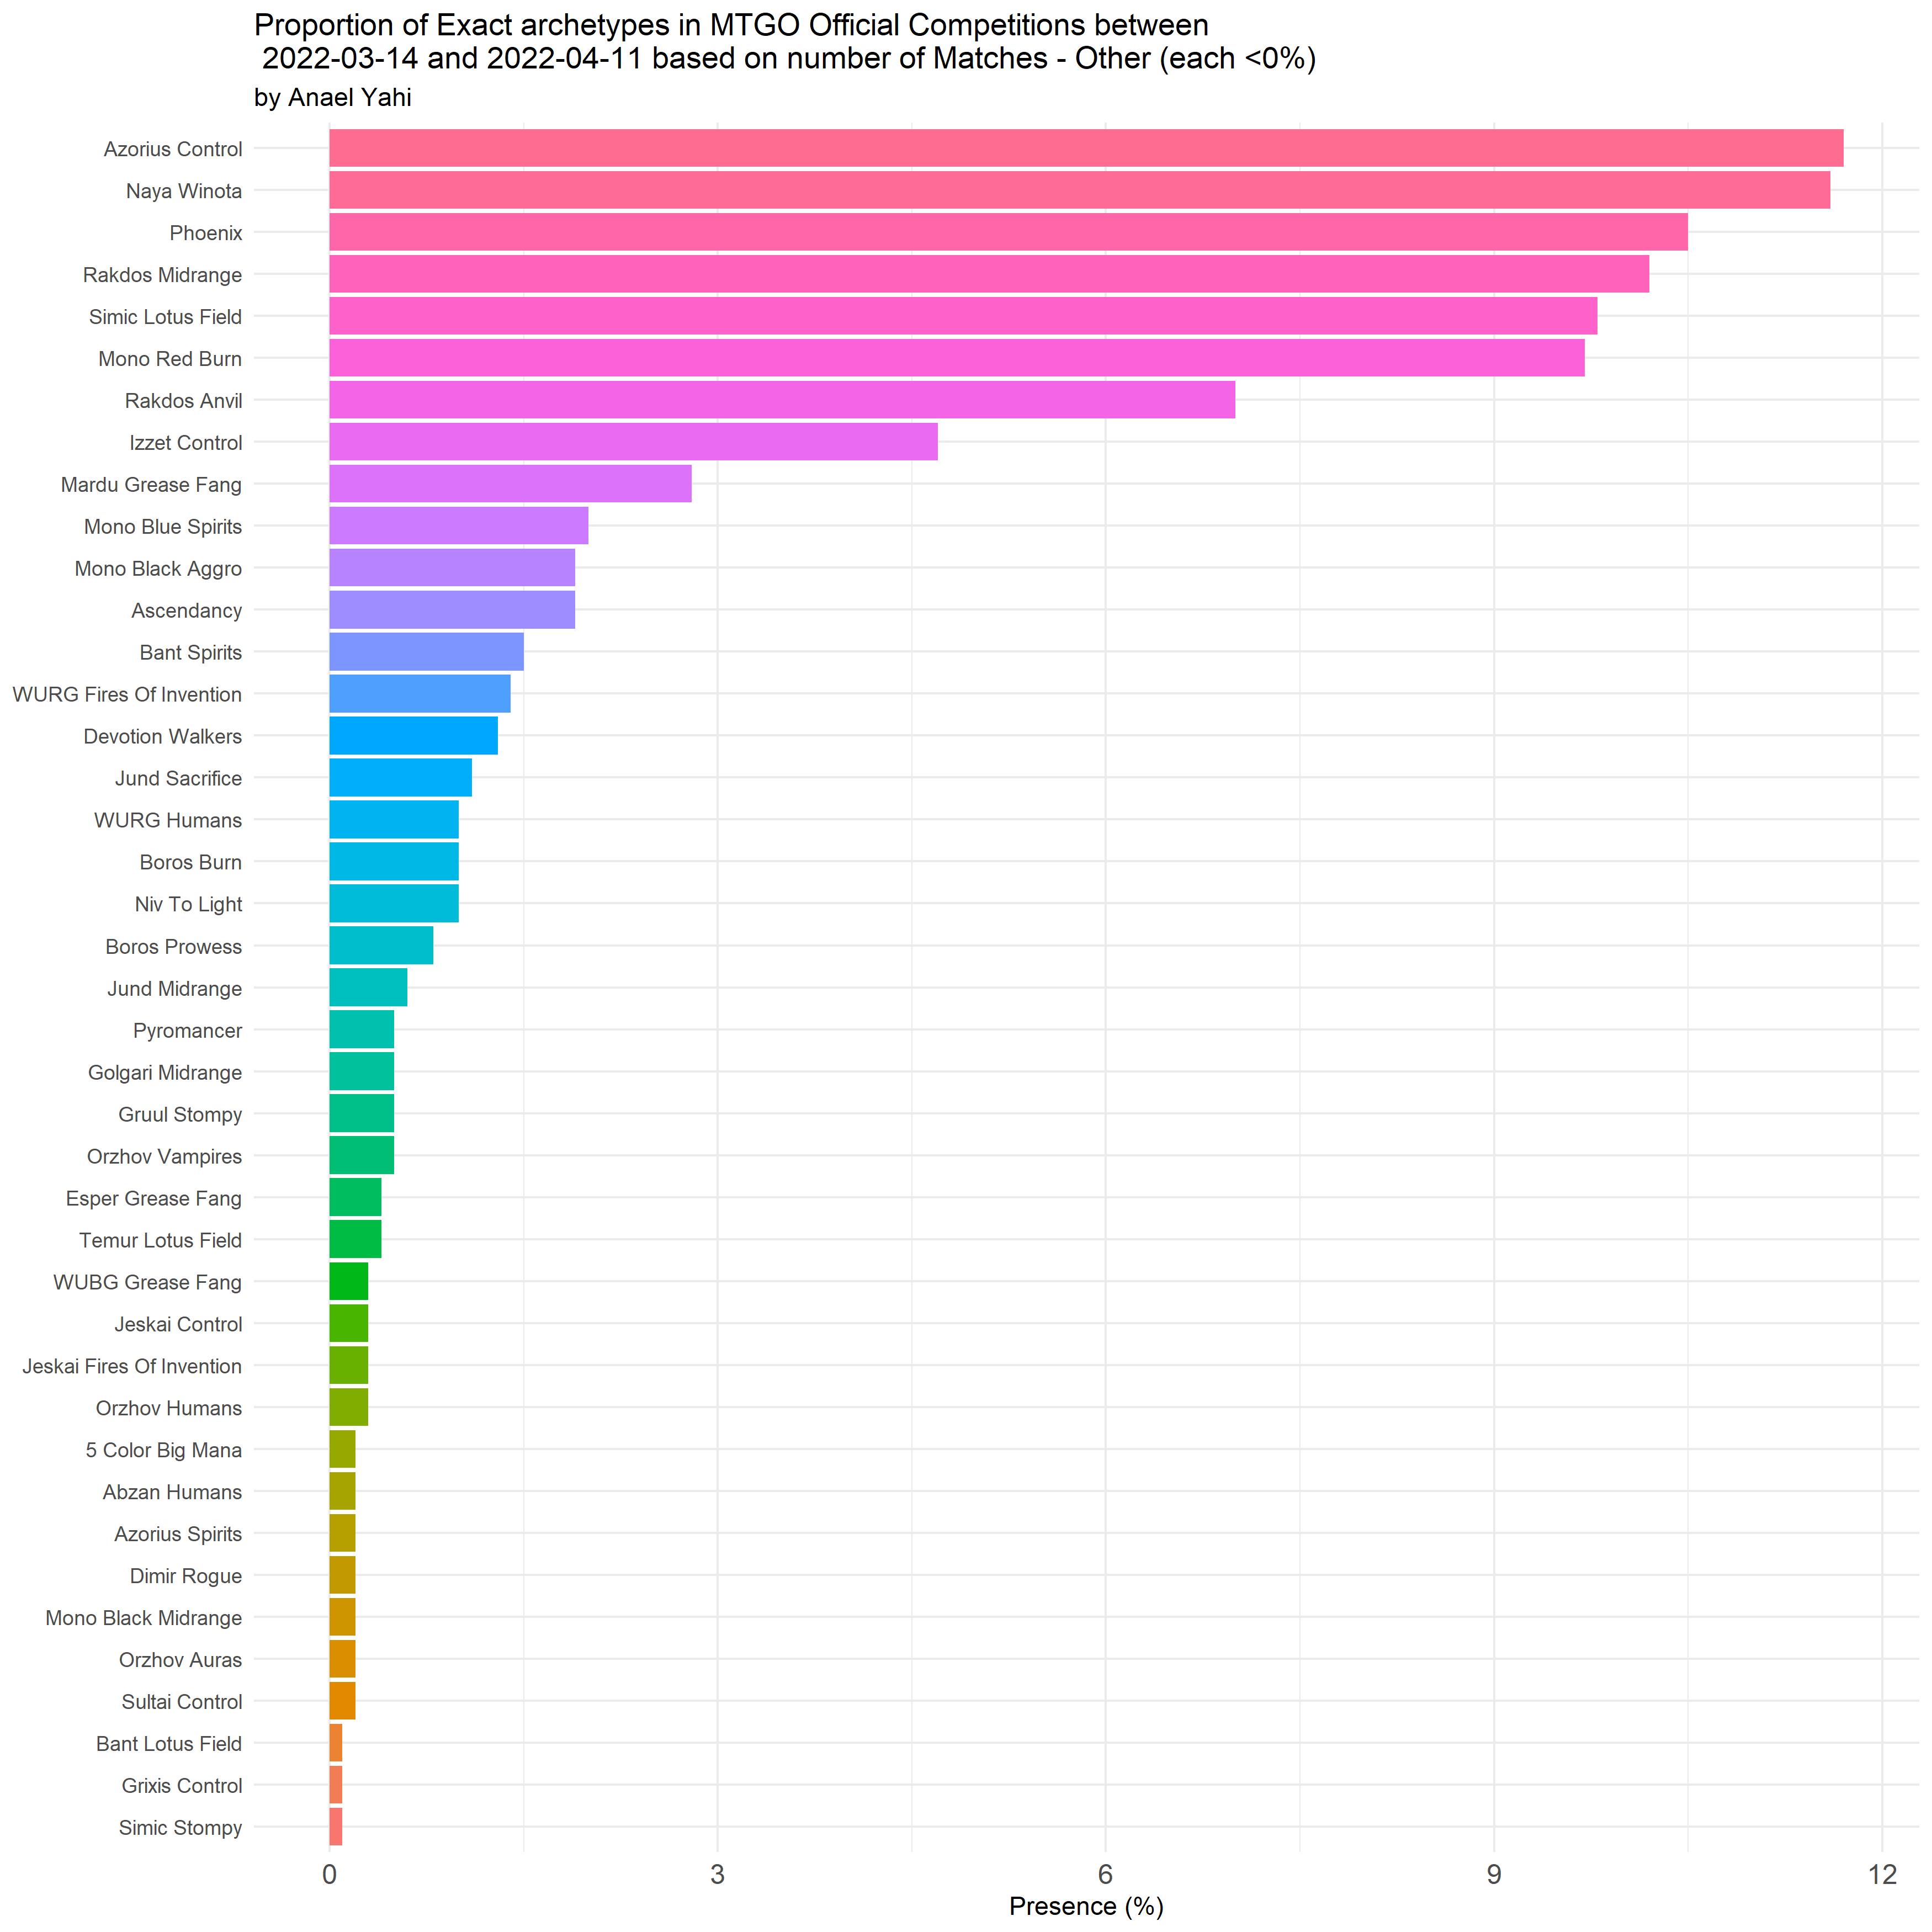 Proportion of Exact archetypes in MTGO Official Competitions between
2022-03-14 and 2022-04-11 based on number of Matches - Other (each <0%)
by Anael Yahi
Azorius Control
Naya Winota
Phoenix
Rakdos Midrange
Simic Lotus Field
Mono Red Burn
Rakdos Anvil
Izzet Control
Mardu Grease Fang
Mono Blue Spirits
Mono Black Aggro
Ascendancy
Bant Spirits
WURG Fires Of Invention
Devotion Walkers
Jund Sacrifice
WURG Humans
Boros Burn
Niv To Light
Boros Prowess
Jund Midrange
Pyromancer
Golgari Midrange
Gruul Stompy
Orzhov Vampires
Esper Grease Fang
Temur Lotus Field
WUBG Grease Fang
Jeskai Control
Jeskai Fires Of Invention
Orzhov Humans
5 Color Big Mana
Abzan Humans
Azorius Spirits
Dimir Rogue
Mono Black Midrange
Orzhov Auras
Sultai Control
Bant Lotus Field
Grixis Control
Simic Stompy
0 3 6 9 12
Presence (%)